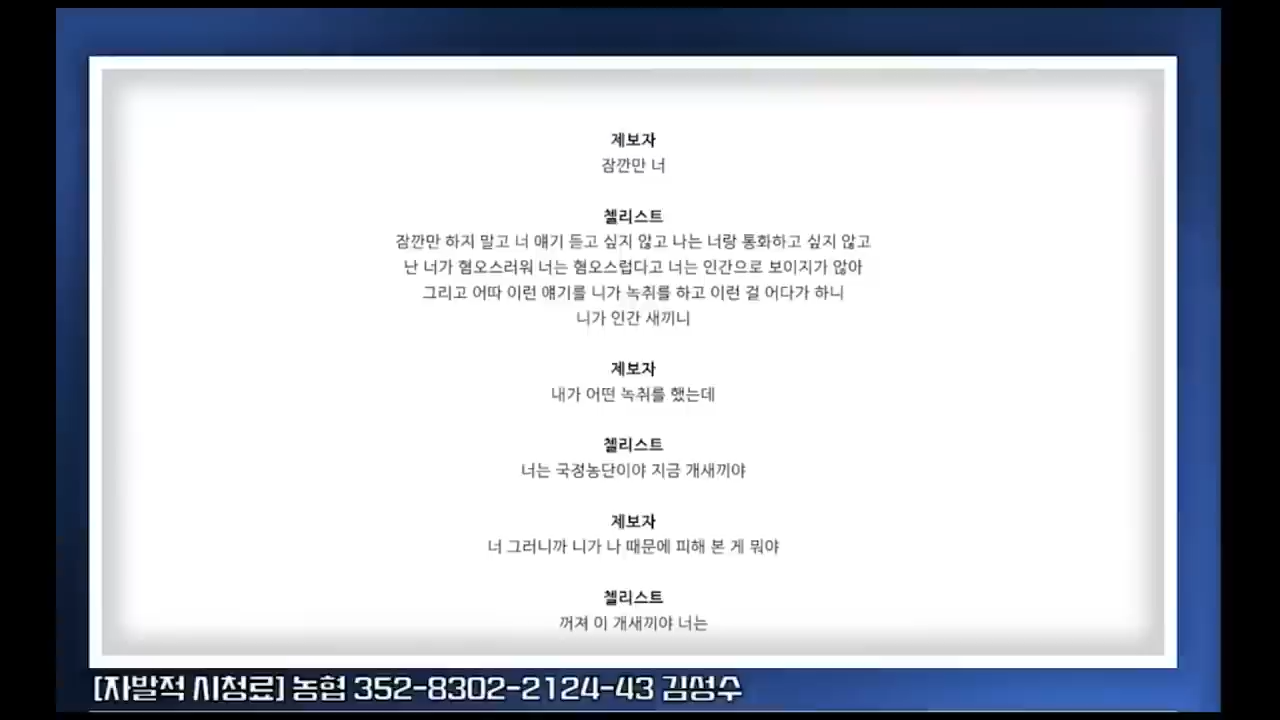 제보자
잠깐만 너
첼리스트
잠깐만 하지 말고 너 얘기 듣고 싶지 않고 나는 너랑 통화하고 싶지 않고
난 너가 혐오스러워 너는 혐오스럽다고 너는 인간으로 보이지가 않아
그리고 어따 이런 얘기를 니가 녹취를 하고 이런 걸 어다가 하니
니가 인간 새끼니
제보자
내가 어떤 녹취를 했는데
첼리스트
너는 국정농단이야 지금 개새끼야
제보자
너 그러니까 니가 나 때문에 피해 본 게 뭐야
첼리스트
꺼져 이 개새끼야 너는
[자발적 시청료] 농협 352-8302-2124-43 김성수